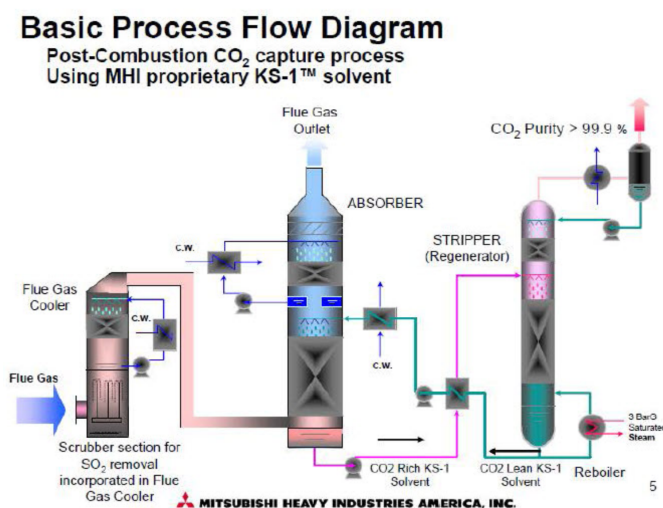 Basic Process Flow Diagram
Post-Combustion CO₂ capture process
Using MHI proprietary KS-1™ solvent
Flue Gas
Outlet
CO₂ Purity > 99.9 %
ABSORBER
STRIPPER
(Regenerator)
C.W.
Flue Gas
Cooler
C.W.
C.W.
Flue Gas
3 BarG
Saturated
Steam
Scrubber section for
SO₂ removal
incorporated in Flue
Gas Cooler
CO2 Rich KS-1
Solvent
CO2 Lean KS-1
Solvent
Reboiler
5
MITSUBISHI HEAVY INDUSTRIES AMERICA, INC.